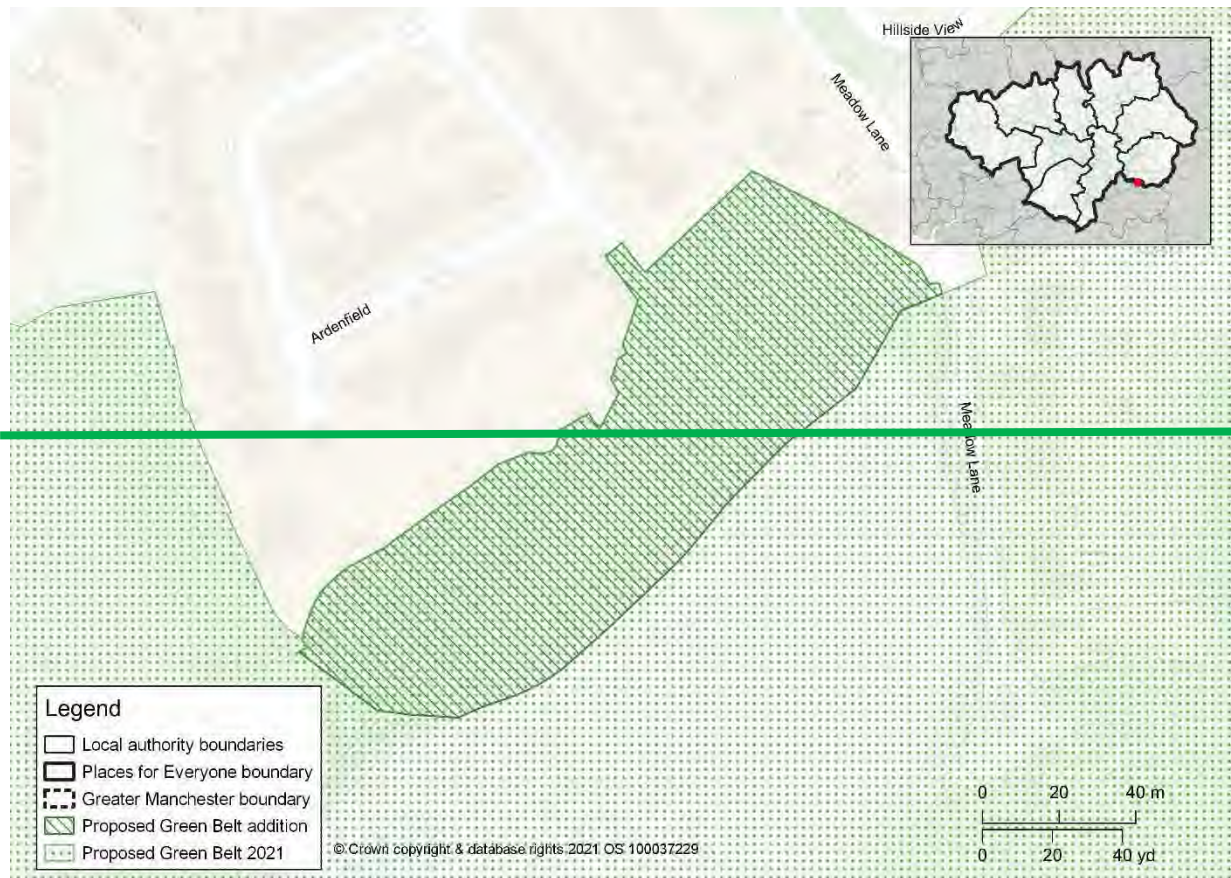 Hillside View
Meadow Lane
Ardenfield
Meadow Lane
Legend
Local authority boundaries
Places for Everyone boundary
Greater Manchester boundary
Proposed Green Belt addition
Proposed Green Belt 2021
© Crown copyright & database rights 2021 OS 100037229
0 20 40 m
0 20 40 yd